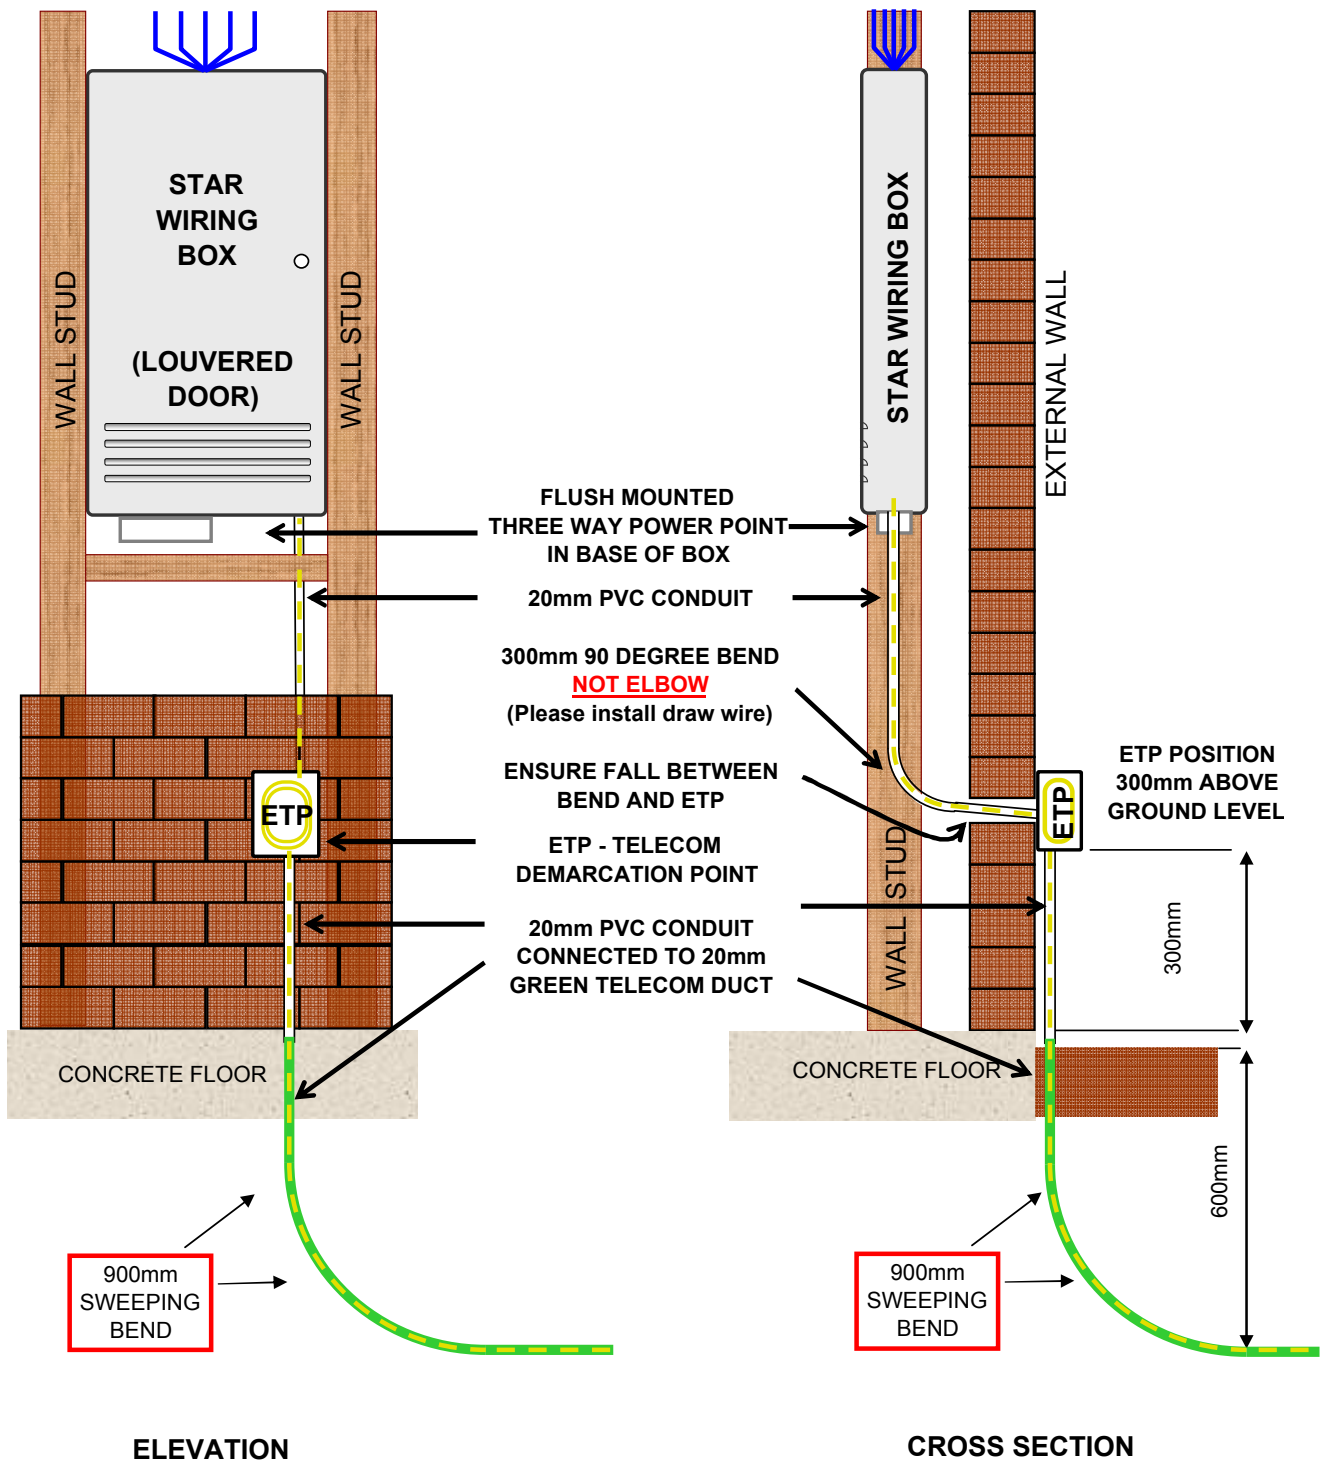 STAR
WIRING
BOX
(LOUVERED
DOOR)
WALL STUD
WALL STUD
STAR WIRING BOX
EXTERNAL WALL
FLUSH MOUNTED
THREE WAY POWER POINT
IN BASE OF BOX
20mm PVC CONDUIT
300mm 90 DEGREE BEND
NOT ELBOW
(Please install draw wire)
ENSURE FALL BETWEEN
BEND AND ETP
ETP POSITION
300mm ABOVE
GROUND LEVEL
ETP
ETP
ETP - TELECOM
DEMARCATION POINT
WALL STUD
20mm PVC CONDUIT
CONNECTED TO 20mm
GREEN TELECOM DUCT
300mm
CONCRETE FLOOR
CONCRETE FLOOR
600mm
900mm
SWEEPING
BEND
900mm
SWEEPING
BEND
ELEVATION
CROSS SECTION